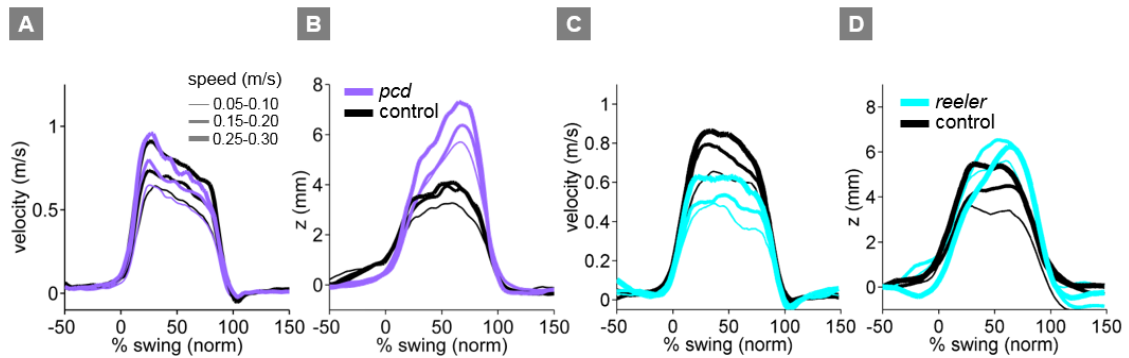 A
velocity (m/s)
1
0.5
0
speed (m/s)
0.05-0.10
0.15-0.20
0.25-0.30
-50 0 50 100 150
% swing (norm)
B
z (mm)
8
6
4
2
0
pcd
control
-50 0 50 100 150
% swing (norm)
C
velocity (m/s)
1
0.8
0.6
0.4
0.2
0
-50 0 50 100 150
% swing (norm)
D
z (mm)
8
6
4
2
0
reeler
control
-50 0 50 100 150
% swing (norm)